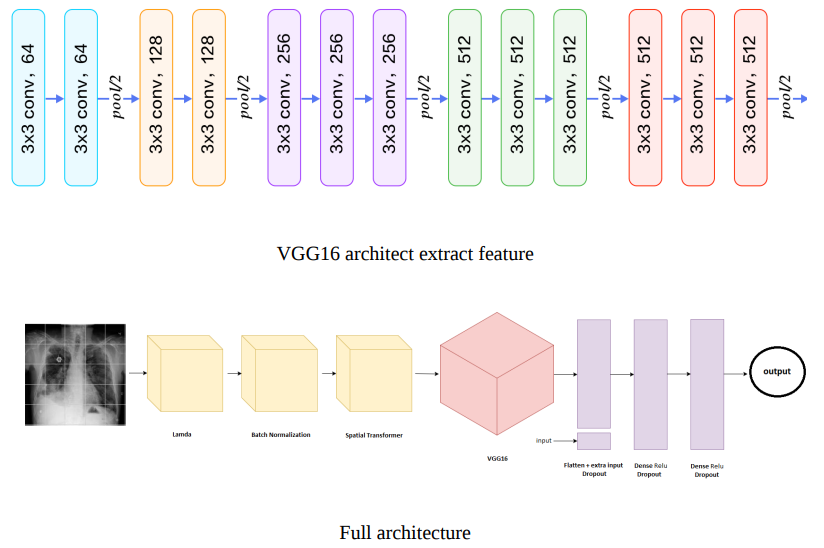 3x3 conv, 64
3x3 conv, 64
pool/2
3x3 conv, 128
3x3 conv, 128
pool/2
3x3 conv, 256
3x3 conv, 256
3x3 conv, 256
pool/2
3x3 conv, 512
3x3 conv, 512
3x3 conv, 512
pool/2
3x3 conv, 512
3x3 conv, 512
3x3 conv, 512
pool/2
VGG16 architect extract feature
Lamda
Batch Normalization
Spatial Transformer
VGG16
input
Flatten + extra input
Dropout
Dense Relu
Dropout
Dense Relu
Dropout
output
Full architecture